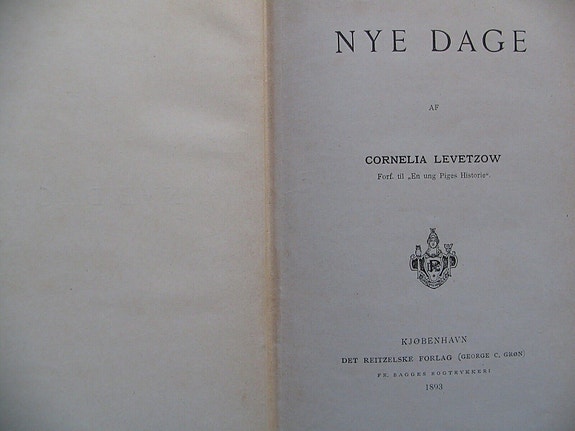 NYE DAGE
AF
CORNELIA LEVETZOW
Forf. til „En ung Piges Historie“.
KJØBENHAVN
DET REITZELSKE FORLAG (GEORGE C. GRØN)
FR. BAGGES BOGTRYKKERI
1893